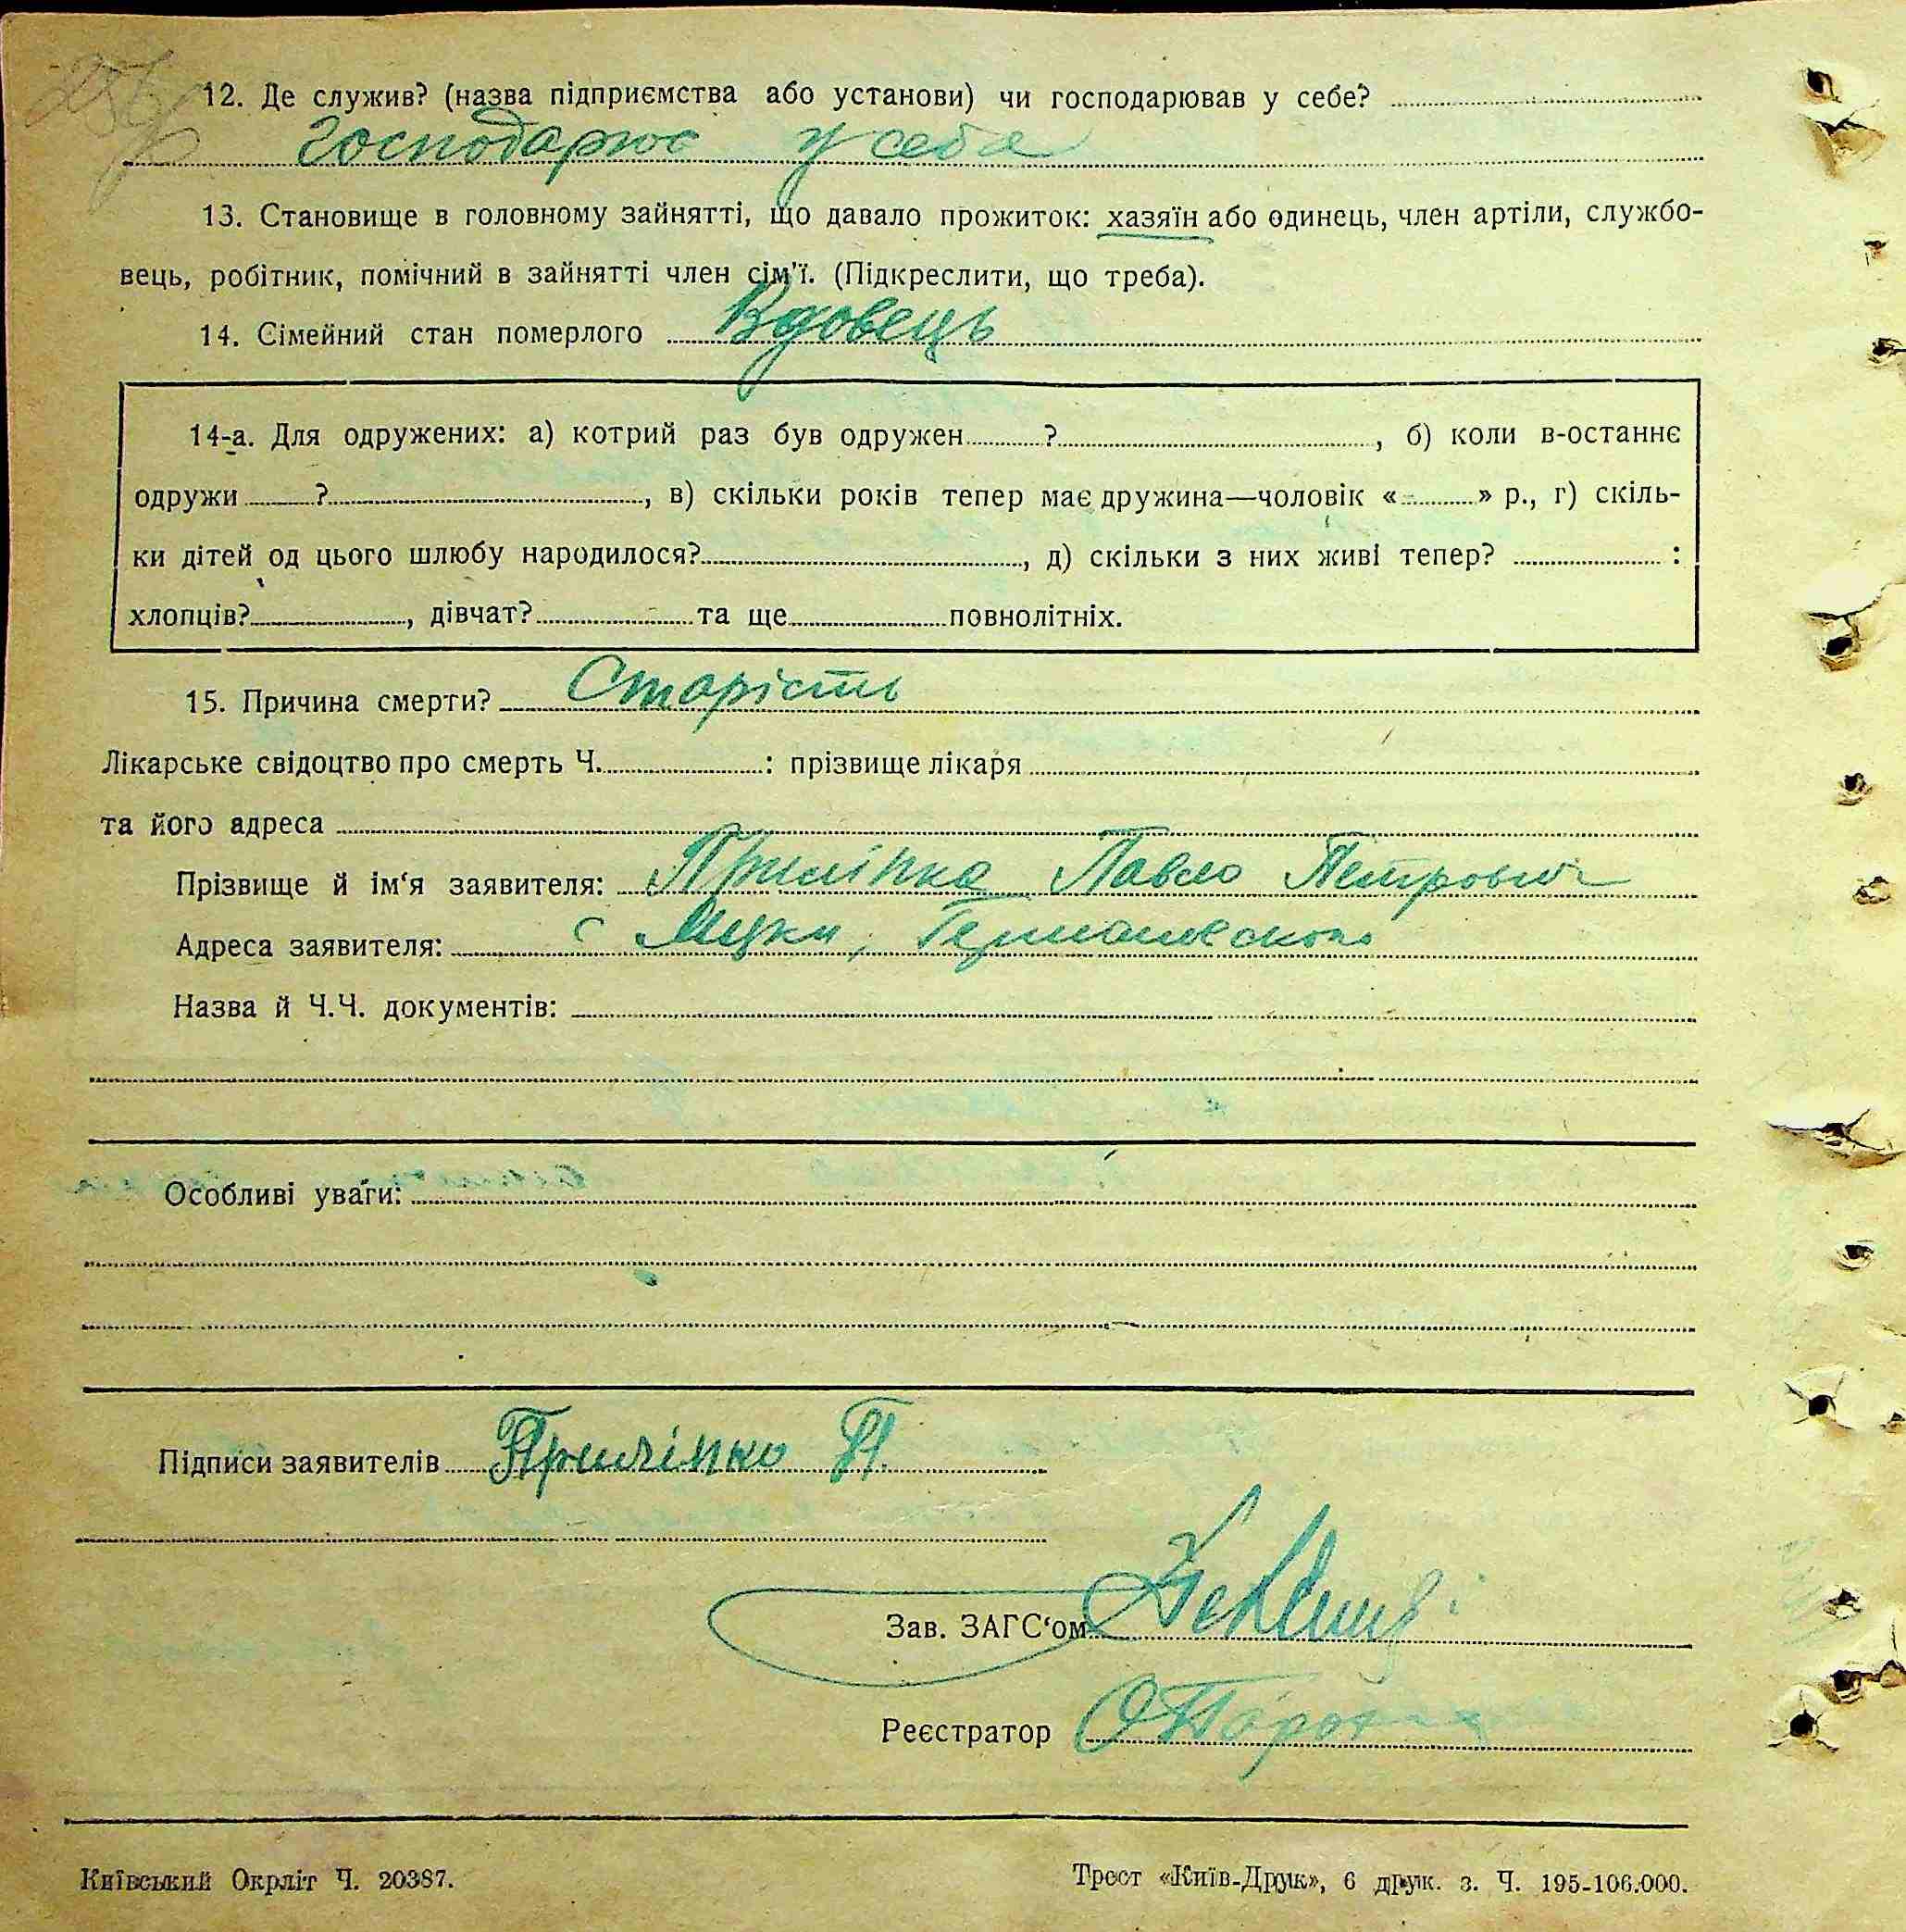 12. Де служив? (назва підприємства або установи) чи господарював у себе?
Господарює у себе
13. Становище в головному зайнятті, що давало прожиток: хазяїн або одинець, член артіли, службо-
вець, робітник, помічний в зайнятті член сім'ї. (Підкреслити, що треба).
14. Сімейний стан померлого Вдовець
14-а. Для одружених: а) котрий раз був одружен ? , б) коли в-останнє
одружи ? , в) скільки років тепер має дружина—чоловік « » р., г) скіль-
ки дітей од цього шлюбу народилося? , д) скільки з них живі тепер? :
хлопців? , дівчат? та ще повнолітніх.
15. Причина смерти? Старість
Лікарське свідоцтво про смерть Ч. : прізвище лікаря
та його адреса
Прізвище й ім‘я заявителя: Приліпко Павло Петрович
Адреса заявителя: с
Назва й Ч.Ч. документів:
Особливі уваги:
Підписи заявителів Приліпко П.
Зав. ЗАГС‘ом
Реєстратор
Київський Окрліт Ч. 20387.
Трест «Київ-Друк», 6 друк. з. Ч. 195-106.000.